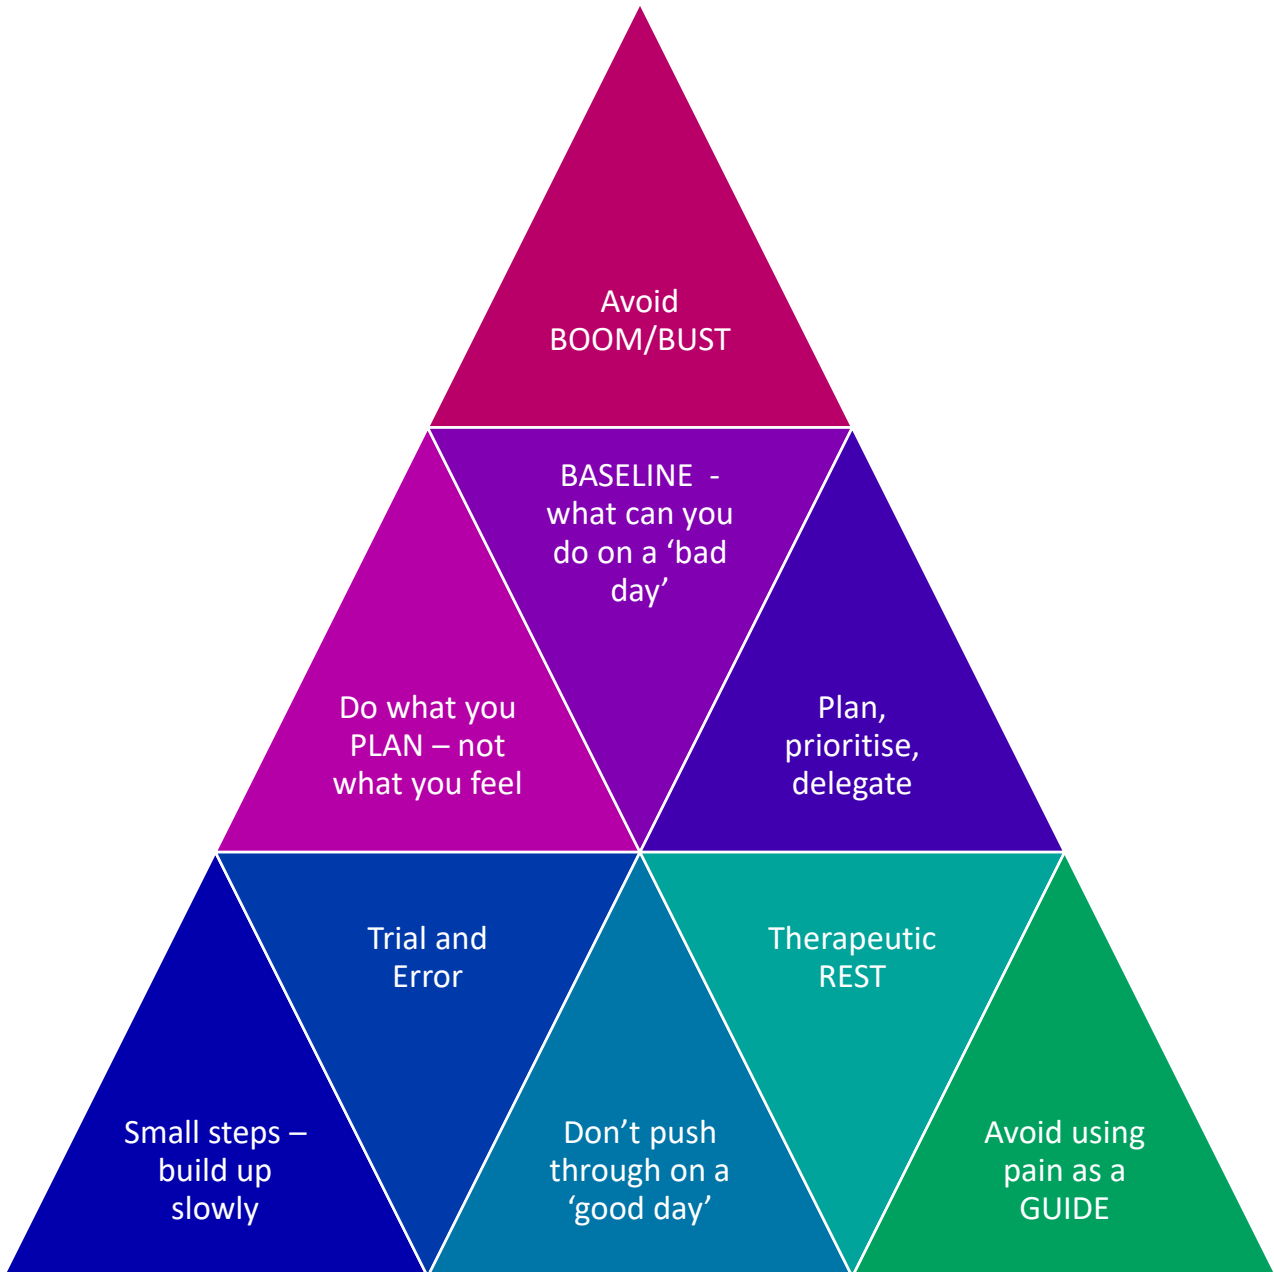 Avoid
BOOM/BUST
BASELINE  -
what can you
do on a ‘bad
day’
Do what you
PLAN – not
what you feel
Plan,
prioritise,
delegate
Trial and
Error
Therapeutic
REST
Small steps –
build up
slowly
Don’t push
through on a
‘good day’
Avoid using
pain as a
GUIDE